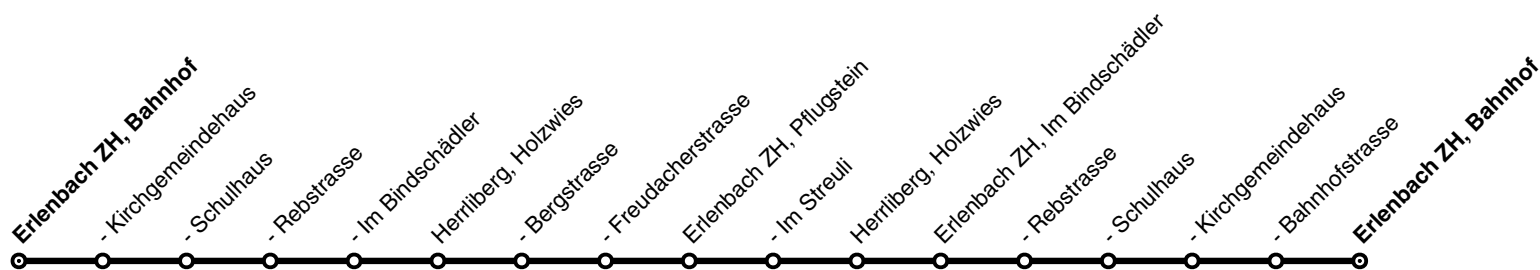 Erlenbach ZH, Bahnhof
- Kirchgemeindehaus
- Schulhaus
- Rebstrasse
- Im Bindschädler
Herrliberg, Holzwies
- Bergstrasse
- Freudacherstrasse
Erlenbach ZH, Pflugstein
- Im Streuli
Herrliberg, Holzwies
Erlenbach ZH, Im Bindschädler
- Rebstrasse
- Schulhaus
- Kirchgemeindehaus
- Bahnhofstrasse
Erlenbach ZH, Bahnhof